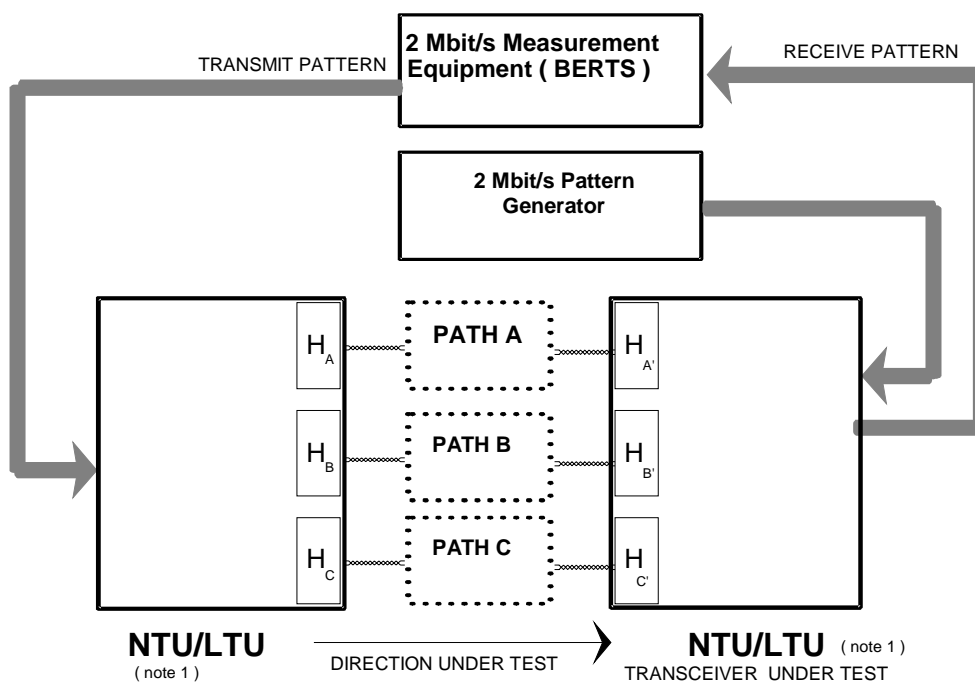 2 Mbit/s Measurement
Equipment ( BERTS )
TRANSMIT PATTERN
RECEIVE PATTERN
2 Mbit/s Pattern
Generator
H A
PATH A
H A'
H B
PATH B
H B'
H C
PATH C
H C'
NTU/LTU
( note 1 )
DIRECTION UNDER TEST
NTU/LTU ( note 1 )
TRANSCEIVER UNDER TEST